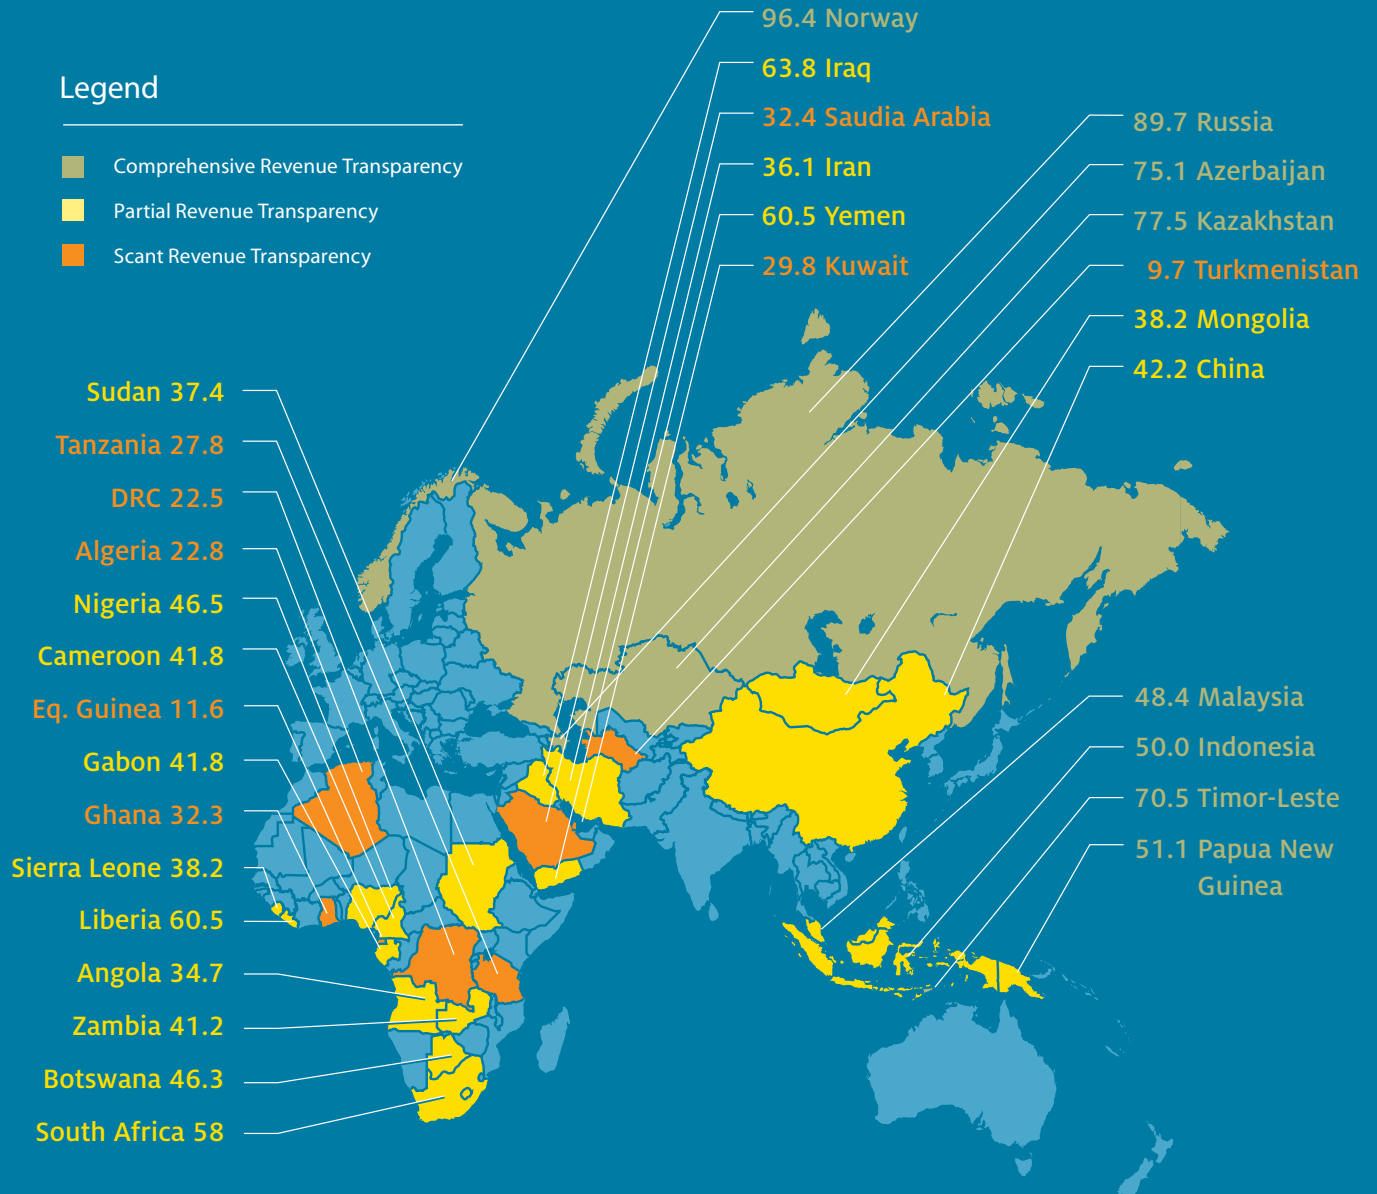 Legend
Comprehensive Revenue Transparency
Partial Revenue Transparency
Scant Revenue Transparency
96.4 Norway
63.8 Iraq
32.4 Saudia Arabia
36.1 Iran
60.5 Yemen
29.8 Kuwait
89.7 Russia
75.1 Azerbaijan
77.5 Kazakhstan
9.7 Turkmenistan
38.2 Mongolia
42.2 China
Sudan 37.4
Tanzania 27.8
DRC 22.5
Algeria 22.8
Nigeria 46.5
Cameroon 41.8
Eq. Guinea 11.6
Gabon 41.8
Ghana 32.3
Sierra Leone 38.2
Liberia 60.5
Angola 34.7
Zambia 41.2
Botswana 46.3
South Africa 58
48.4 Malaysia
50.0 Indonesia
70.5 Timor-Leste
51.1 Papua New
Guinea